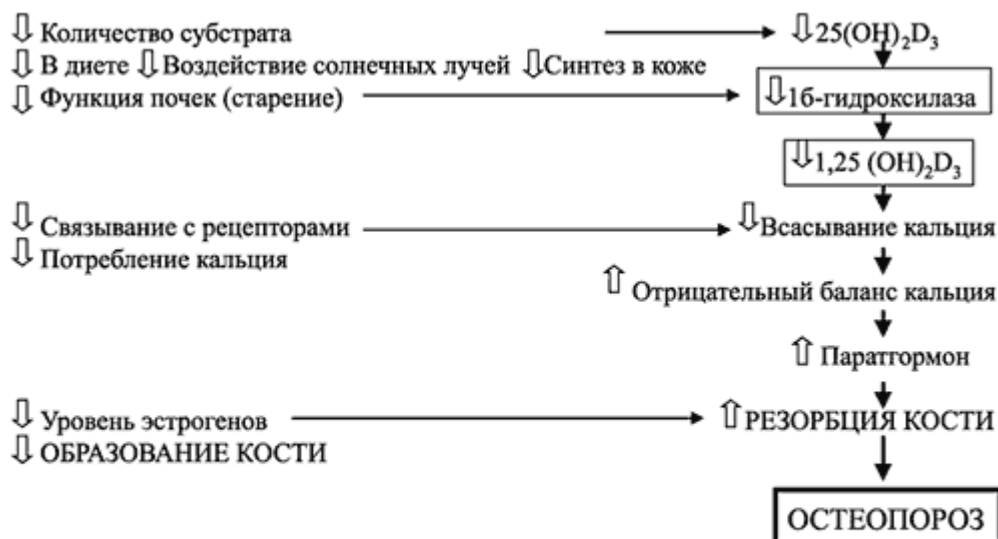 ⇩ Количество субстрата ⇩25(OH)₂D₃
⇩ В диете ⇩Воздействие солнечных лучей ⇩Синтез в коже
⇩ Функция почек (старение) ⇩1б-гидроксилаза
⇩1,25 (OH)₂D₃
⇩ Связывание с рецепторами ⇩Всасывание кальция
⇩ Потребление кальция
⇧ Отрицательный баланс кальция
⇧ Паратгормон
⇩ Уровень эстрогенов ⇧РЕЗОРБЦИЯ КОСТИ
⇩ ОБРАЗОВАНИЕ КОСТИ
ОСТЕОПОРОЗ